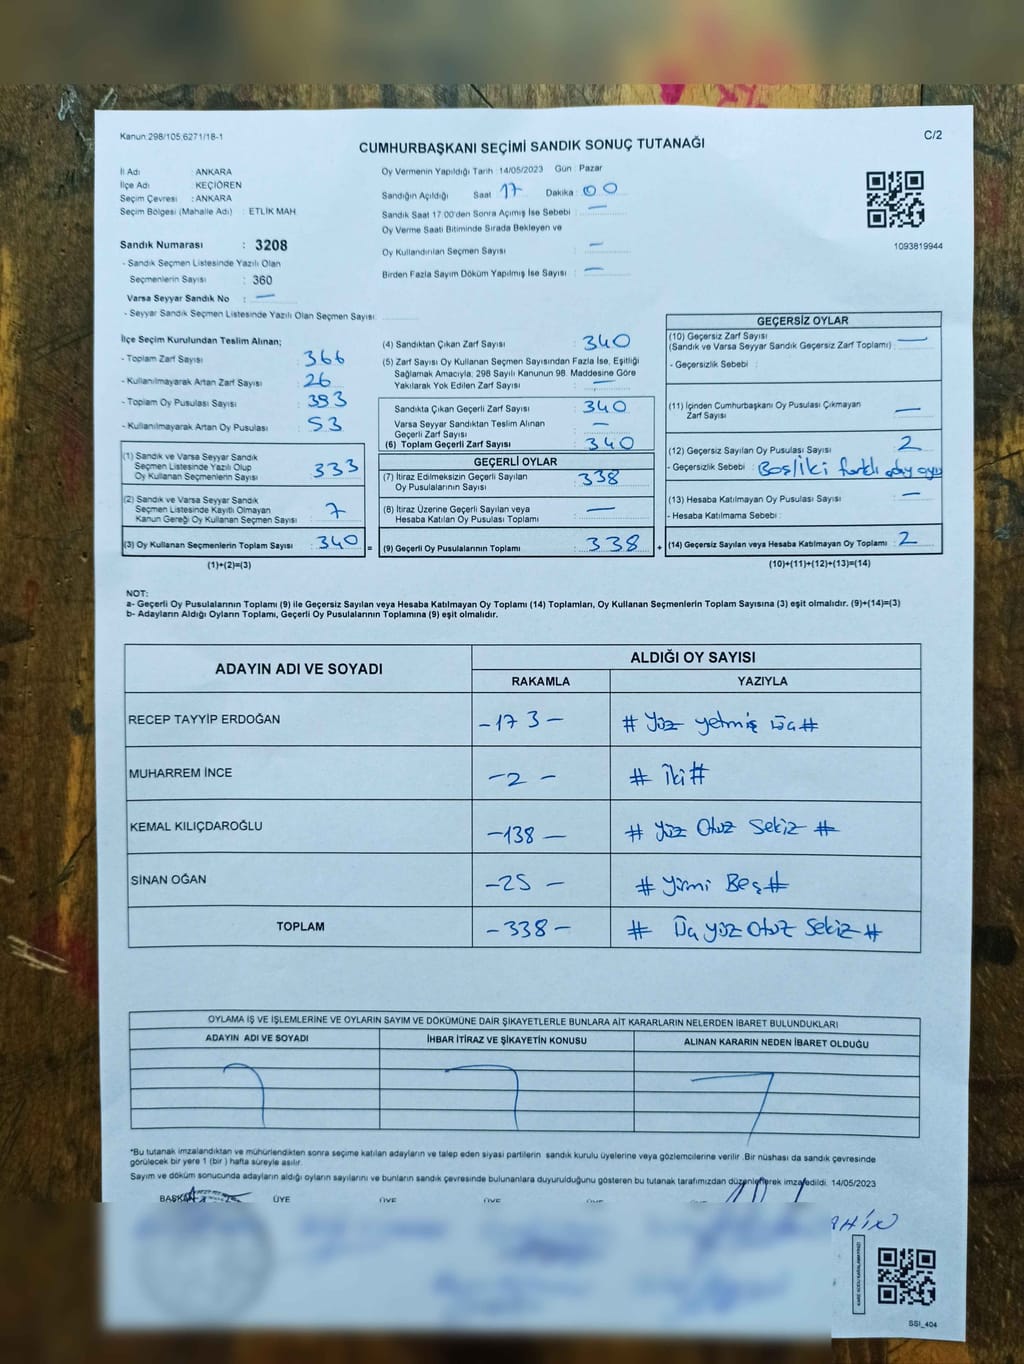 Kanun 298/105,6271/18-1
C/2
CUMHURBAŞKANI SEÇİMİ SANDIK SONUÇ TUTANAĞI
İl Adı ANKARA
İlçe Adı : KEÇİÖREN
Seçim Çevresi : ANKARA
Seçim Bölgesi (Mahalle Adı) : ETLİK MAH
Sandık Numarası : 3208
- Sandık Seçmen Listesinde Yazılı Olan
Seçmenlerin Sayısı : 360
Varsa Seyyar Sandık No : —
- Seyyar Sandık Seçmen Listesinde Yazılı Olan Seçmen Sayısı
Oy Vermenin Yapıldığı Tarih 14/05/2023 Gün Pazar
Sandığın Açıldığı Saat 17 Dakika 00
Sandık Saat 17:00'den Sonra Açımış İse Sebebi : —
Oy Verme Saati Bitiminde Sırada Bekleyen ve
Oy Kullandırılan Seçmen Sayısı —
Birden Fazla Sayım Döküm Yapılmış İse Sayısı : —
1093819944
İlçe Seçim Kurulundan Teslim Alınan;
- Toplam Zarf Sayısı : 366
- Kullanılmayarak Artan Zarf Sayısı : 26
- Toplam Oy Pusulası Sayısı : 393
- Kullanılmayarak Artan Oy Pusulası : 53
(1) Sandık ve Varsa Seyyar Sandık
Seçmen Listesinde Yazılı Olup
Oy Kullanan Seçmenlerin Sayısı : 333
(2) Sandık ve Varsa Seyyar Sandık
Seçmen Listesinde Kayıtlı Olmayan
Kanun Gereği Oy Kullanan Seçmen Sayısı : 7
(3) Oy Kullanan Seçmenlerin Toplam Sayısı : 340 =
(1)+(2)=(3)
(4) Sandıktan Çıkan Zarf Sayısı : 340
(5) Zarf Sayısı Oy Kullanan Seçmen Sayısından Fazla İse, Eşitliği
Sağlamak Amacıyla; 298 Sayılı Kanunun 98. Maddesine Göre
Yakılarak Yok Edilen Zarf Sayısı : —
Sandıkta Çıkan Geçerli Zarf Sayısı : 340
Varsa Seyyar Sandıktan Teslim Alınan
Geçerli Zarf Sayısı : —
(6) Toplam Geçerli Zarf Sayısı : 340
GEÇERLİ OYLAR
(7) İtiraz Edilmeksizin Geçerli Sayılan
Oy Pusulalarının Sayısı : 338
(8) İtiraz Üzerine Geçerli Sayılan veya
Hesaba Katılan Oy Pusulası Toplamı : —
(9) Geçerli Oy Pusulalarının Toplamı : 338 +
GEÇERSİZ OYLAR
(10) Geçersiz Zarf Sayısı
(Sandık ve Varsa Seyyar Sandık Geçersiz Zarf Toplamı) : —
- Geçersizlik Sebebi :
(11) İçinden Cumhurbaşkanı Oy Pusulası Çıkmayan
Zarf Sayısı : —
(12) Geçersiz Sayılan Oy Pusulası Sayısı : 2
- Geçersizlik Sebebi : farklı
(13) Hesaba Katılmayan Oy Pusulası Sayısı : —
- Hesaba Katılmama Sebebi :
(14) Geçersiz Sayılan veya Hesaba Katılmayan Oy Toplamı : 2
(10)+(11)+(12)+(13)=(14)
NOT:
a- Geçerli Oy Pusulalarının Toplamı (9) ile Geçersiz Sayılan veya Hesaba Katılmayan Oy Toplamı (14) Toplamları, Oy Kullanan Seçmenlerin Toplam Sayısına (3) eşit olmalıdır. (9)+(14)=(3)
b- Adayların Aldığı Oyların Toplamı, Geçerli Oy Pusulalarının Toplamına (9) eşit olmalıdır.
ADAYIN ADI VE SOYADI ALDIĞI OY SAYISI
RAKAMLA YAZIYLA
RECEP TAYYİP ERDOĞAN -173- # Yüz yetmiş Üç #
MUHARREM İNCE -2- # İki #
KEMAL KILIÇDAROĞLU -138- # Yüz Otuz Sekiz #
SİNAN OĞAN -25- # Yirmi Beş #
TOPLAM -338- # Üç yüz Otuz Sekiz #
OYLAMA İŞ VE İŞLEMLERİNE VE OYLARIN SAYIM VE DÖKÜMÜNE DAİR ŞİKAYETLERLE BUNLARA AİT KARARLARIN NELERDEN İBARET BULUNDUKLARI
ADAYIN ADI VE SOYADI İHBAR İTİRAZ VE ŞİKAYETİN KONUSU ALINAN KARARIN NEDEN İBARET OLDUĞU
*Bu tutanak imzalandıktan ve mühürlendikten sonra seçime katılan adayların ve talep eden siyasi partilerin sandık kurulu üyelerine veya gözlemcilerine verilir .Bir nüshası da sandık çevresinde
görülecek bir yere 1 (bir ) hafta süreyle asılır.
Sayım ve döküm sonucunda adayların aldığı oyların sayılarını ve bunların sandık çevresinde bulunanlara duyurulduğunu gösteren bu tutanak tarafımızdan düzenlenerek imza edildi. 14/05/2023
BAŞKAN ÜYE ÜYE ÜYE ÜYE
SSI_404